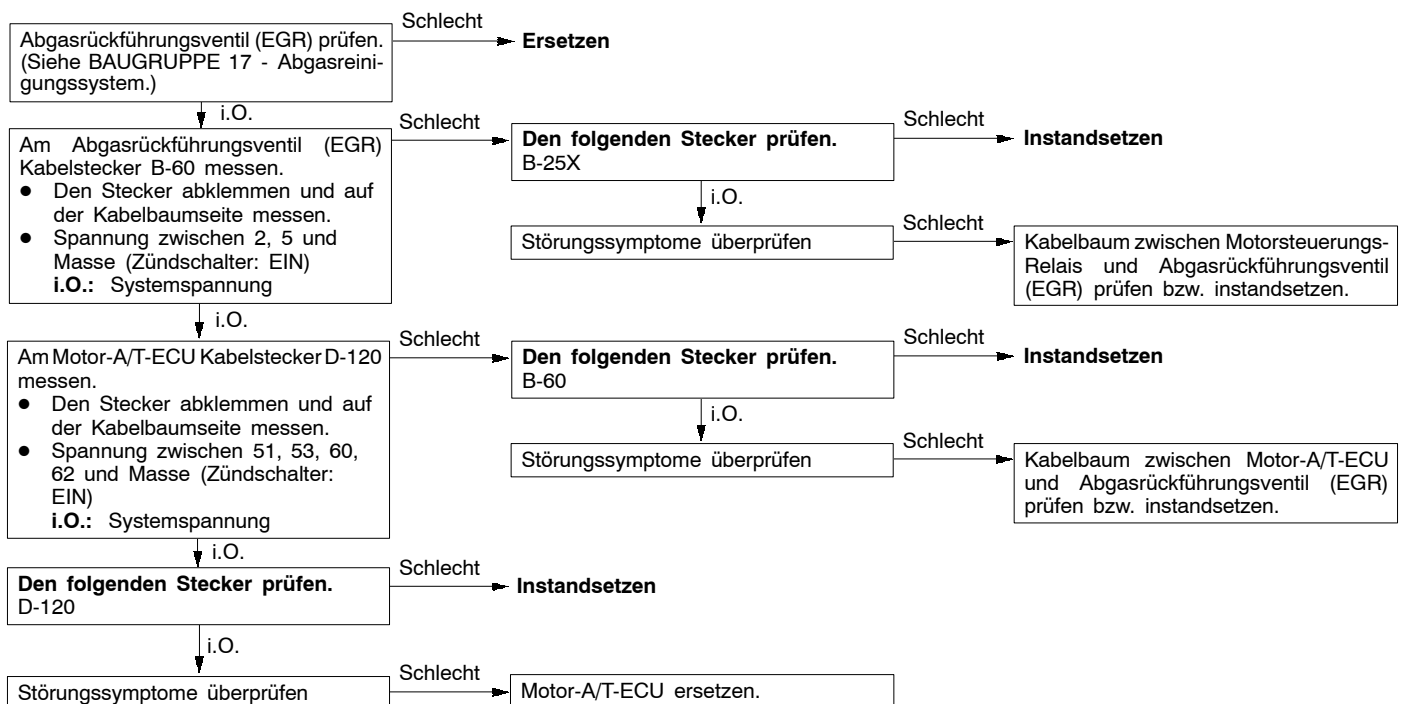 Abgasrückführungsventil (EGR) prüfen.
(Siehe BAUGRUPPE 17 - Abgasreini-
gungssystem.)
Schlecht
Ersetzen
i.O.
Am Abgasrückführungsventil (EGR)
Kabelstecker B-60 messen.
● Den Stecker abklemmen und auf
der Kabelbaumseite messen.
● Spannung zwischen 2, 5 und
Masse (Zündschalter: EIN)
i.O.: Systemspannung
Schlecht
Den folgenden Stecker prüfen.
B-25X
Schlecht
Instandsetzen
i.O.
Störungssymptome überprüfen
Schlecht
Kabelbaum zwischen Motorsteuerungs-
Relais und Abgasrückführungsventil
(EGR) prüfen bzw. instandsetzen.
i.O.
Am Motor-A/T-ECU Kabelstecker D-120
messen.
● Den Stecker abklemmen und auf
der Kabelbaumseite messen.
● Spannung zwischen 51, 53, 60,
62 und Masse (Zündschalter:
EIN)
i.O.: Systemspannung
Schlecht
Den folgenden Stecker prüfen.
B-60
Schlecht
Instandsetzen
i.O.
Störungssymptome überprüfen
Schlecht
Kabelbaum zwischen Motor-A/T-ECU
und Abgasrückführungsventil (EGR)
prüfen bzw. instandsetzen.
i.O.
Den folgenden Stecker prüfen.
D-120
Schlecht
Instandsetzen
i.O.
Störungssymptome überprüfen
Schlecht
Motor-A/T-ECU ersetzen.